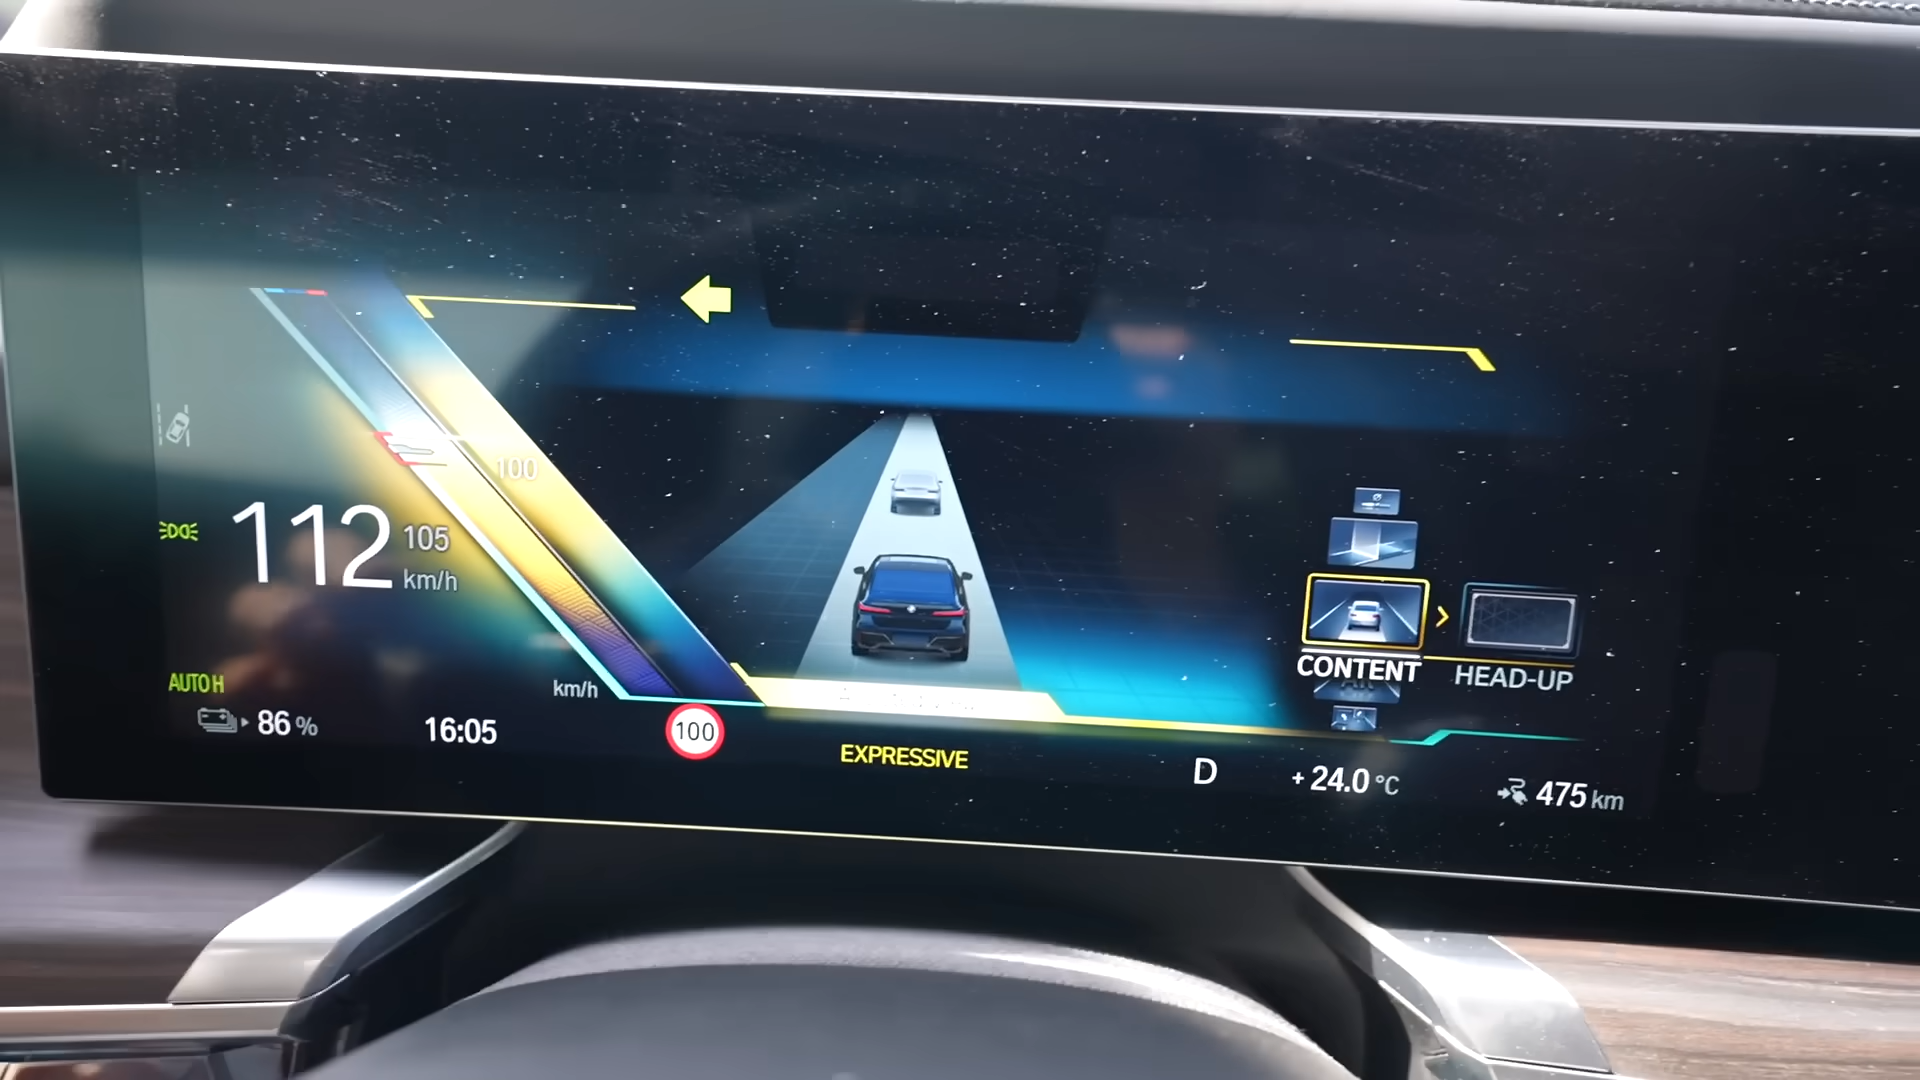 100
112
105
km/h
CONTENT
HEAD-UP
AUTO H
86 %
16:05
km/h
100
EXPRESSIVE
D
+ 24.0 °C
475 km